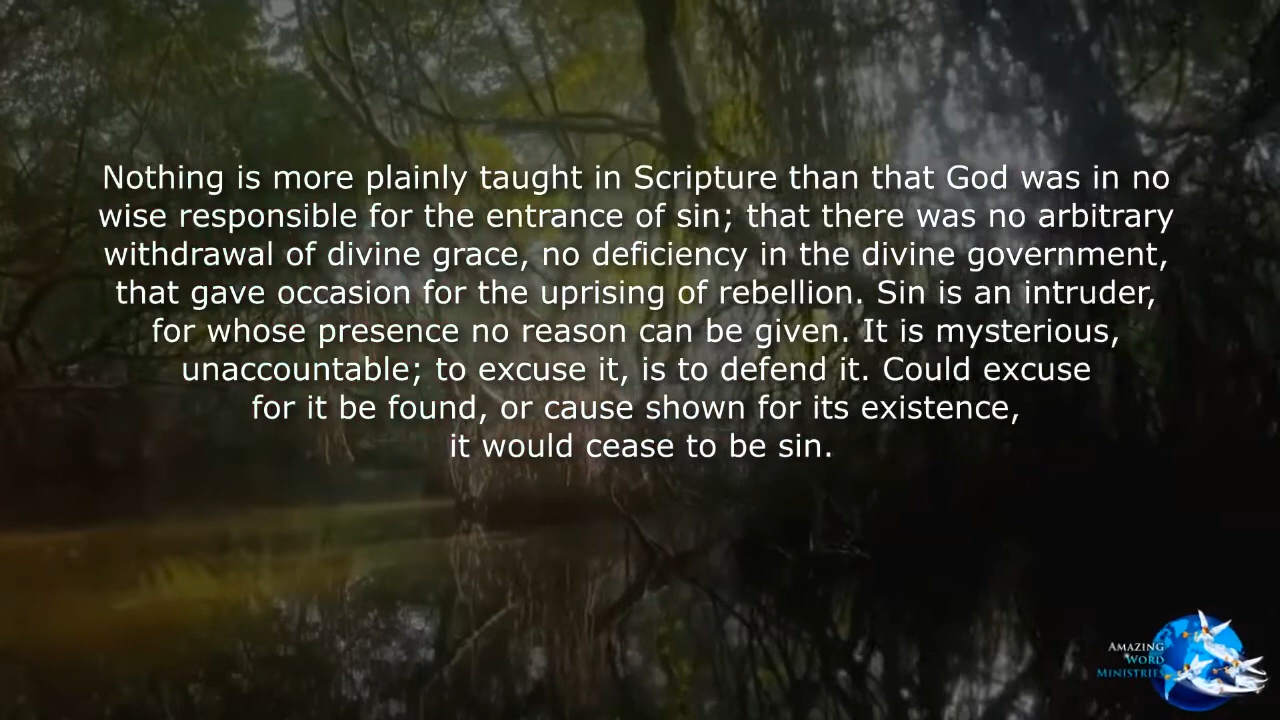 Nothing is more plainly taught in Scripture than that God was in no
wise responsible for the entrance of sin; that there was no arbitrary
withdrawal of divine grace, no deficiency in the divine government,
that gave occasion for the uprising of rebellion. Sin is an intruder,
for whose presence no reason can be given. It is mysterious,
unaccountable; to excuse it, is to defend it. Could excuse
for it be found, or cause shown for its existence,
it would cease to be sin.
AMAZING
WORD
MINISTRIES